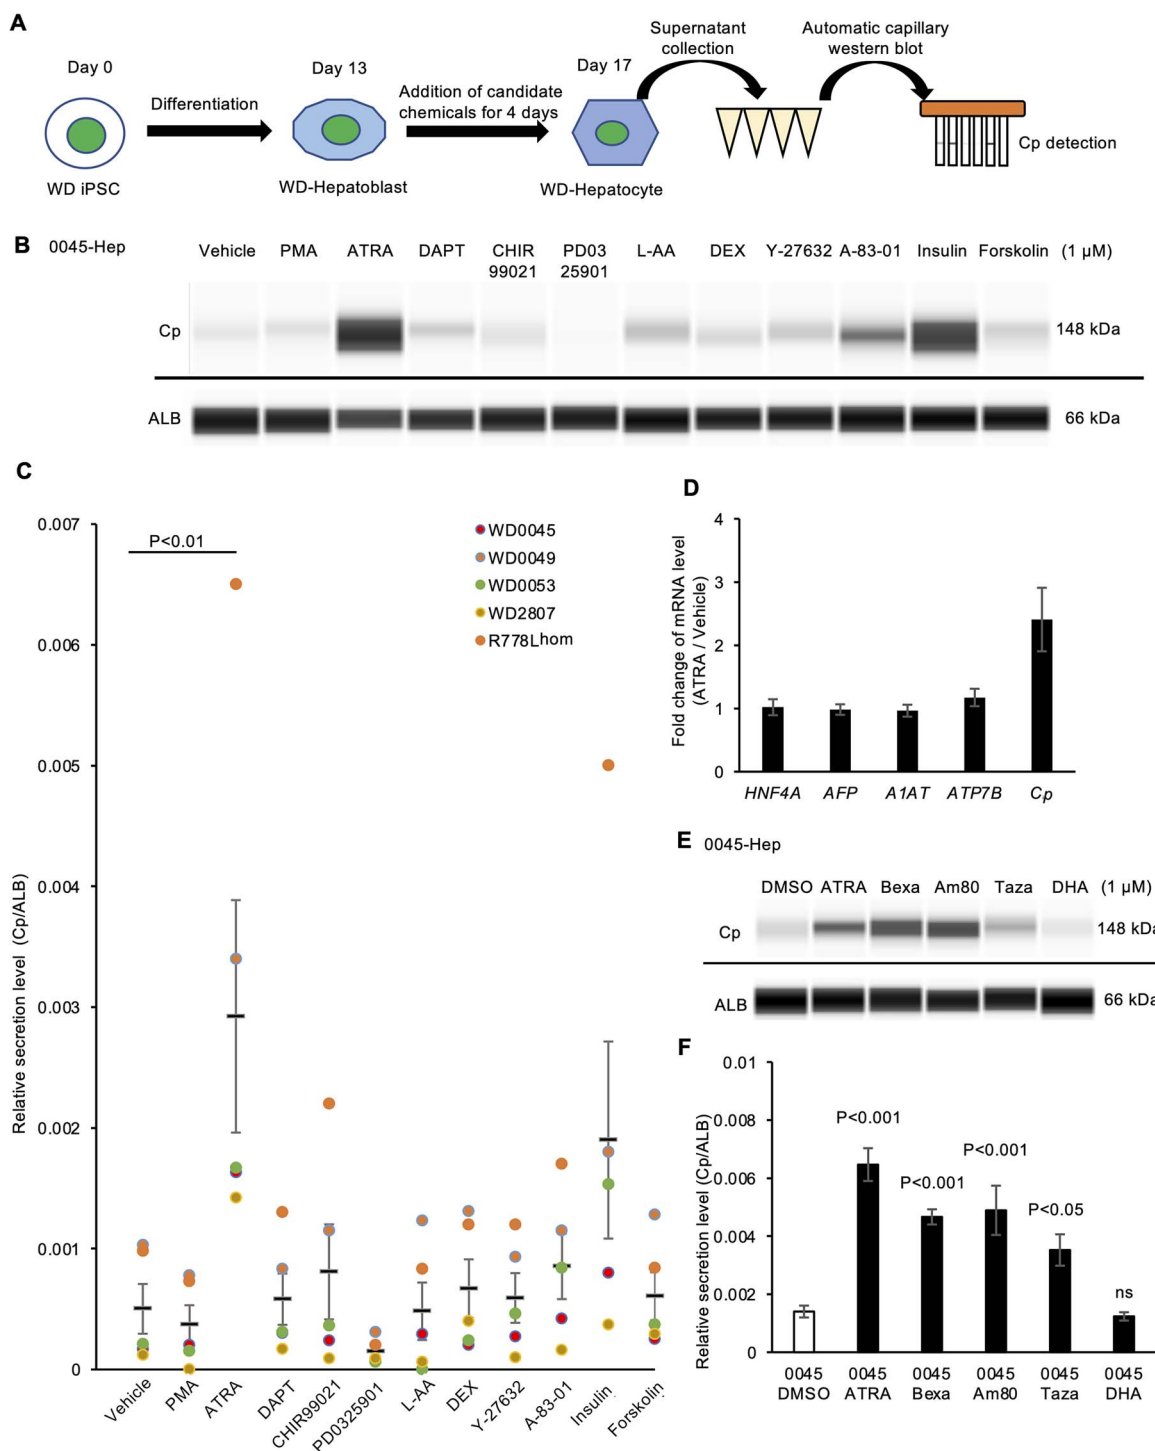 A
Day 0
Day 13
Day 17
Supernatant
collection
Automatic capillary
western blot
Differentiation
Addition of candidate
chemicals for 4 days
Cp detection
WD iPSC
WD-Hepatoblast
WD-Hepatocyte
B 0045-Hep
Vehicle PMA ATRA DAPT CHIR 99021 PD03 25901 L-AA DEX Y-27632 A-83-01 Insulin Forskolin (1 µM)
Cp 148 kDa
ALB 66 kDa
C
0.007
0.006
0.005
0.004
0.003
0.002
0.001
0
Relative secretion level (Cp/ALB)
P<0.01
WD0045
WD0049
WD0053
WD2807
R778Lhom
Vehicle
PMA
ATRA
DAPT
CHIR99021
PD0325901
L-AA
DEX
Y-27632
A-83-01
Insulin
Forskolin
D
Fold change of mRNA level
(ATRA / Vehicle)
4
3
2
1
0
HNF4A AFP A1AT ATP7B Cp
E 0045-Hep
DMSO ATRA Bexa Am80 Taza DHA (1 µM)
Cp 148 kDa
ALB 66 kDa
F
Relative secretion level (Cp/ALB)
0.01
0.008
0.006
0.004
0.002
0
P<0.001
P<0.001
P<0.001
P<0.05
ns
0045 0045 0045 0045 0045 0045
DMSO ATRA Bexa Am80 Taza DHA